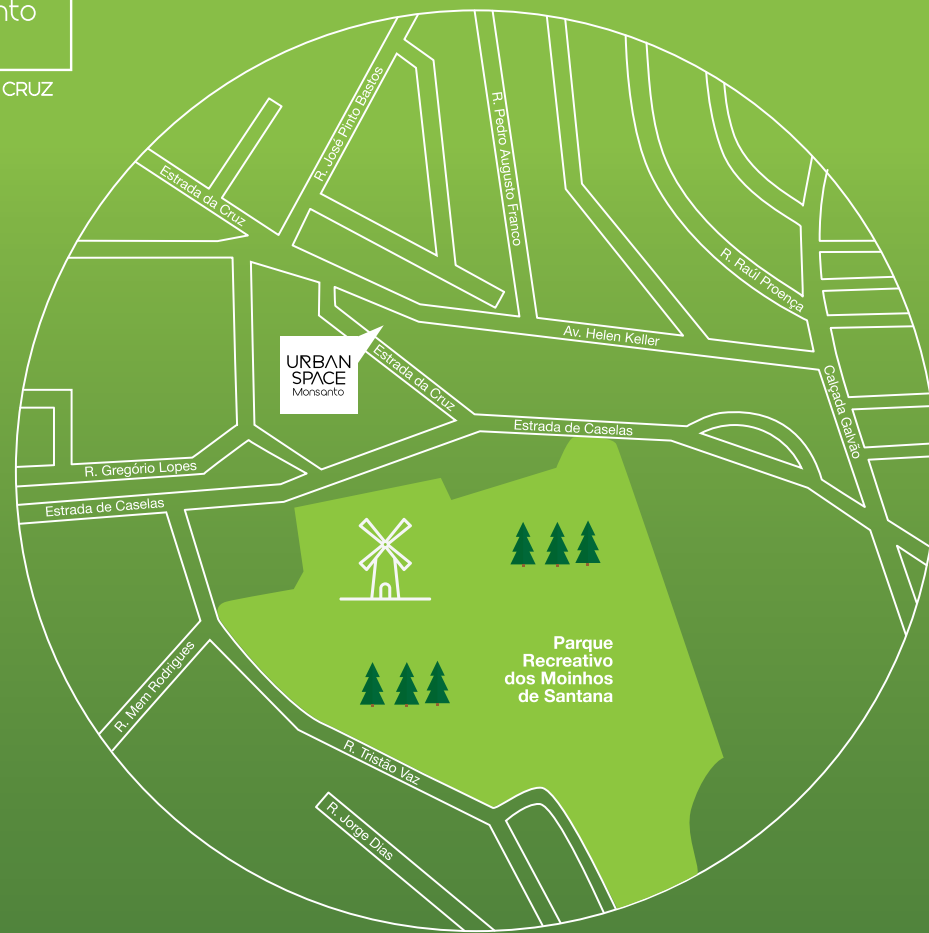 CRUZ
R. José Pinto Bastos
R. Pedro Augusto Franco
Estrada da Cruz
R. Raúl Proença
Av. Helen Keller
URBAN
SPACE
Monsanto
Estrada da Cruz
Calçada Galvão
Estrada de Caselas
R. Gregório Lopes
Estrada de Caselas
Parque
Recreativo
dos Moinhos
de Santana
R. Mem Rodrigues
R. Tristão Vaz
R. Jorge Dias